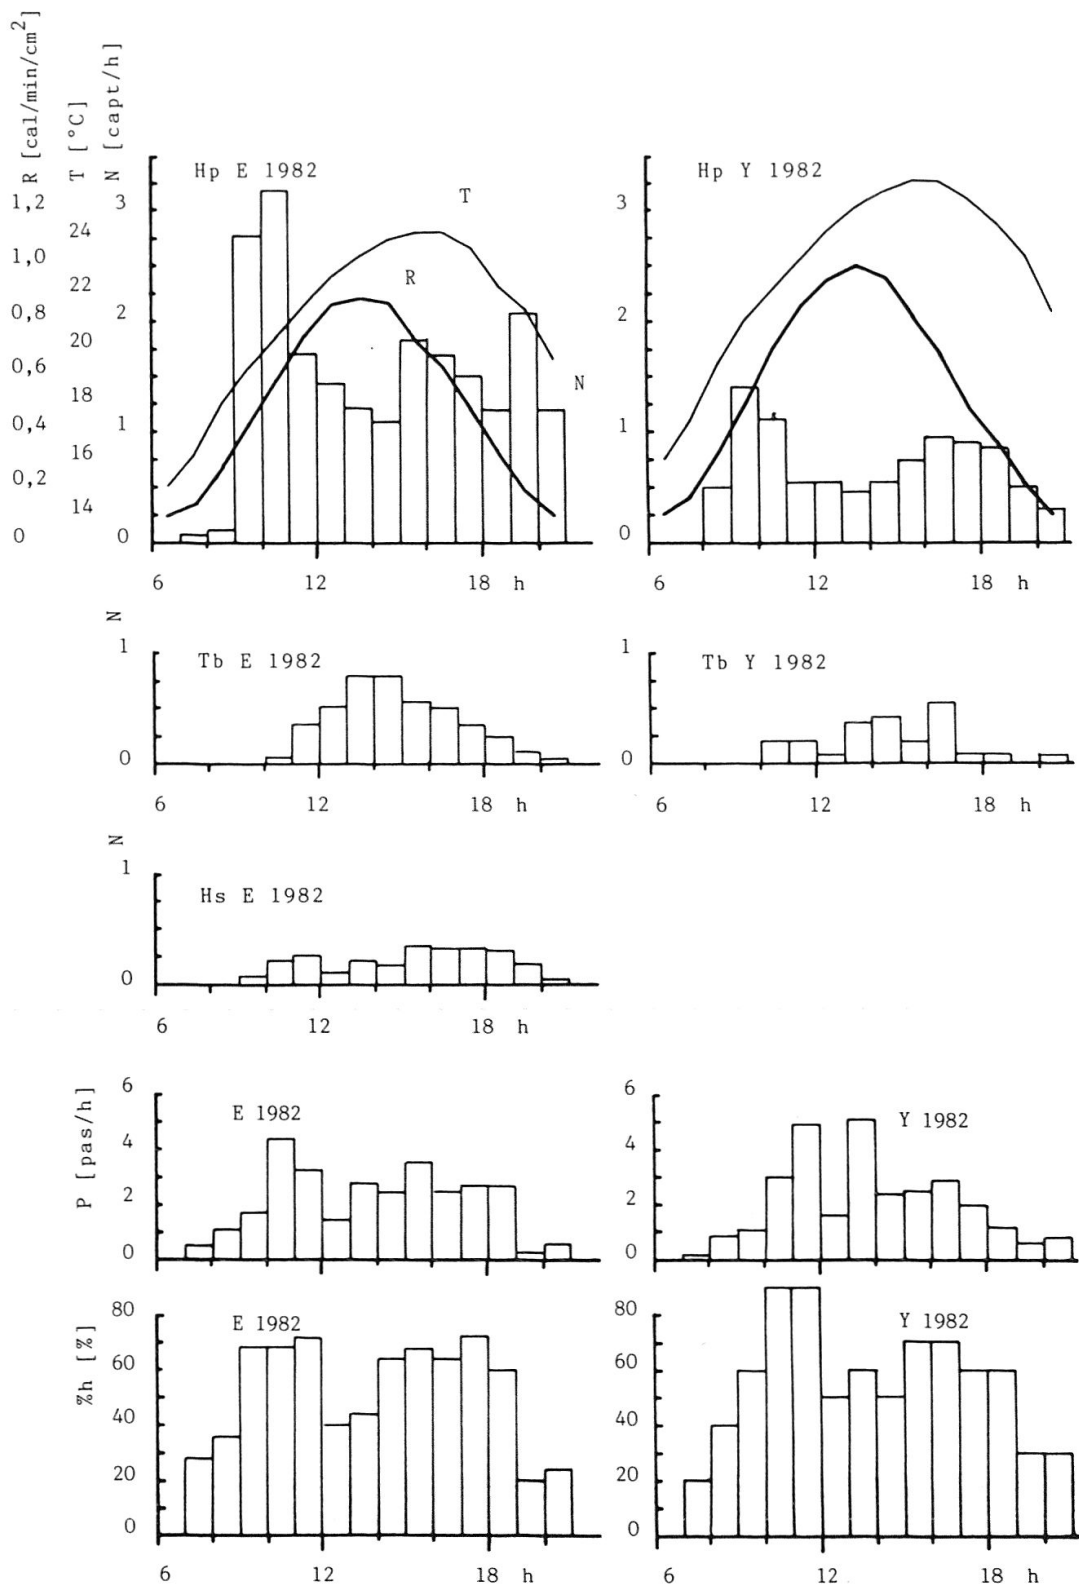 R [cal/min/cm²]
T [°C]
N [capt/h]
Hp E 1982
Hp Y 1982
1,2 3 3
24 T
1,0
22 R
0,8 2 2
20
0,6 N
18
0,4 1 1
16
0,2
14
0 0 0
6 12 18 h 6 12 18 h
N
1 1
Tb E 1982 Tb Y 1982
0 0
6 12 18 h 6 12 18 h
N
1
Hs E 1982
0
6 12 18 h
P [pas/h]
6 6
E 1982 Y 1982
4 4
2 2
0 0
%h [%]
80 80
E 1982 Y 1982
60 60
40 40
20 20
0 0
6 12 18 h 6 12 18 h